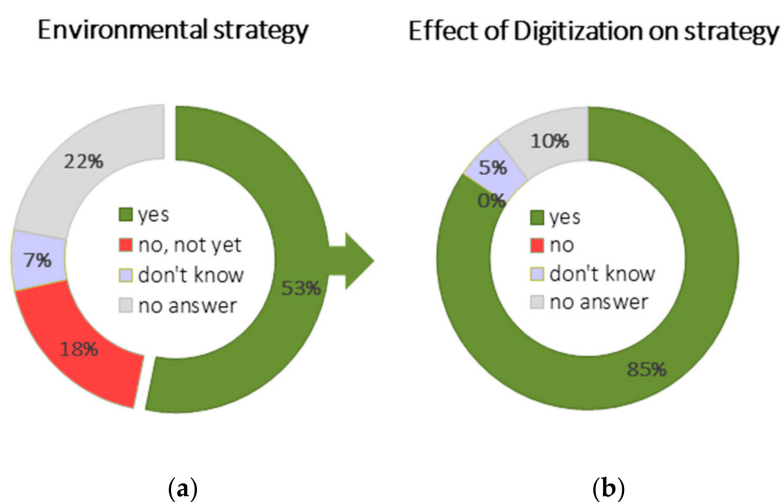 Environmental strategy
22%
7%
18%
53%
yes
no, not yet
don't know
no answer
(a)
Effect of Digitization on strategy
10%
5%
0%
85%
yes
no
don't know
no answer
(b)